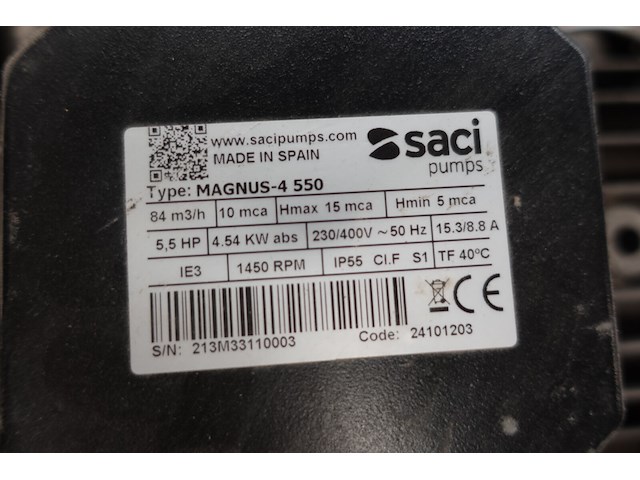 www.sacipumps.com
MADE IN SPAIN
saci
pumps
Type: MAGNUS-4 550
84 m3/h 10 mca Hmax 15 mca Hmin 5 mca
5,5 HP 4.54 KW abs 230/400V ~ 50 Hz 15.3/8.8 A
IE3 1450 RPM IP55 Cl.F S1 TF 40ºC
CE
S/N: 213M33110003 Code: 24101203